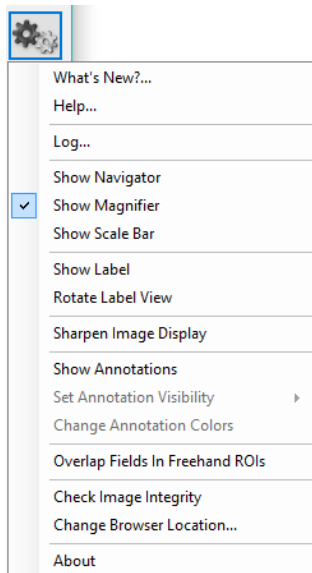 What's New?...
Help...
Log...
Show Navigator
Show Magnifier
Show Scale Bar
Show Label
Rotate Label View
Sharpen Image Display
Show Annotations
Set Annotation Visibility
Change Annotation Colors
Overlap Fields In Freehand ROIs
Check Image Integrity
Change Browser Location...
About